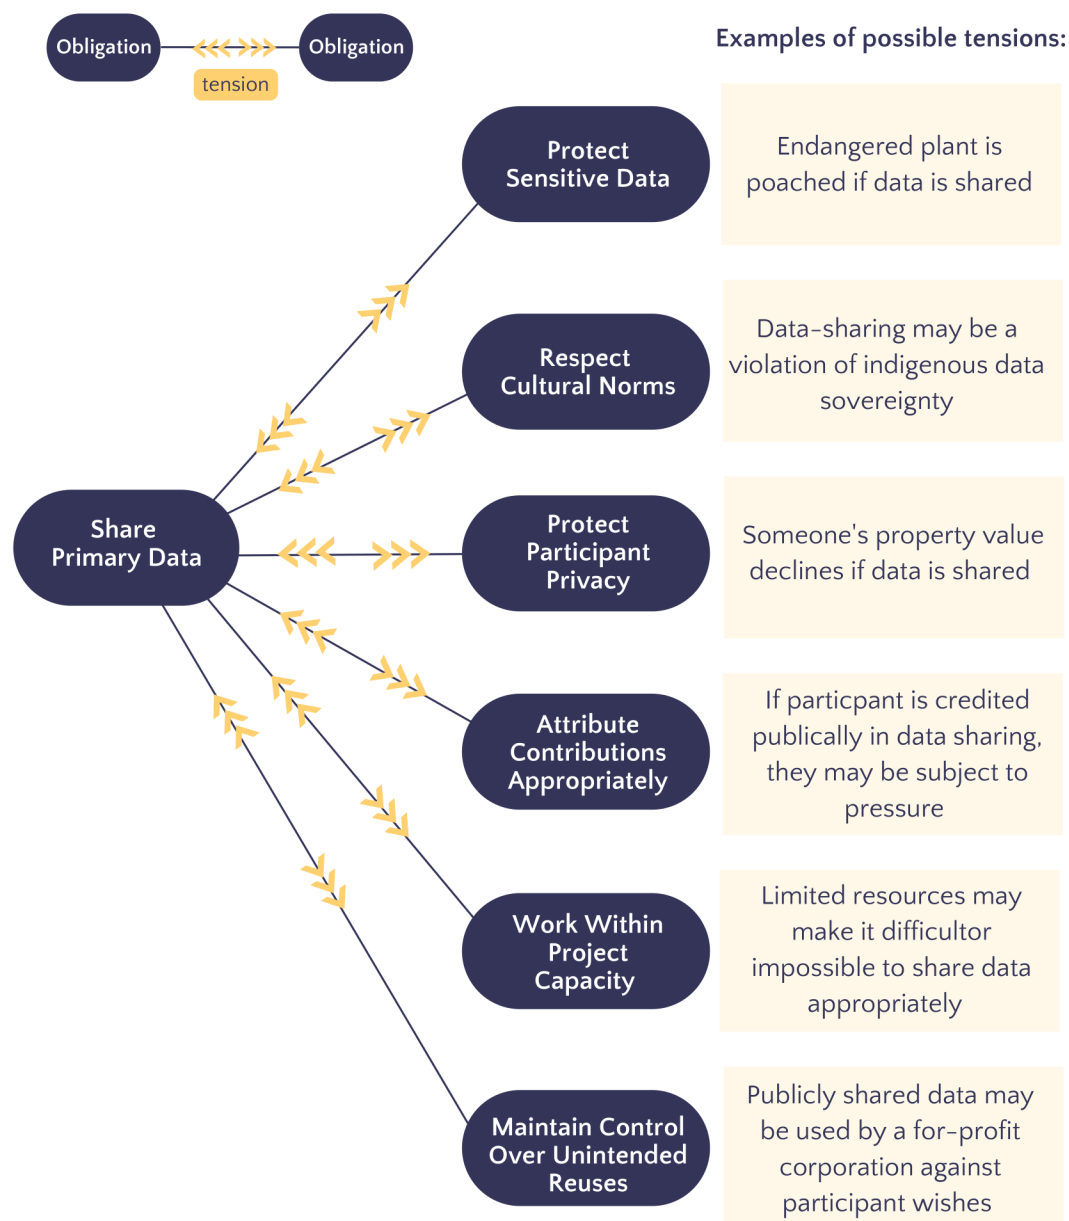 Obligation
Obligation
tension
Examples of possible tensions:
Protect
Sensitive Data
Endangered plant is
poached if data is shared
Respect
Cultural Norms
Data-sharing may be a
violation of indigenous data
sovereignty
Share
Primary Data
Protect
Participant
Privacy
Someone's property value
declines if data is shared
Attribute
Contributions
Appropriately
If particpant is credited
publically in data sharing,
they may be subject to
pressure
Work Within
Project
Capacity
Limited resources may
make it difficultor
impossible to share data
appropriately
Maintain Control
Over Unintended
Reuses
Publicly shared data may
be used by a for-profit
corporation against
participant wishes